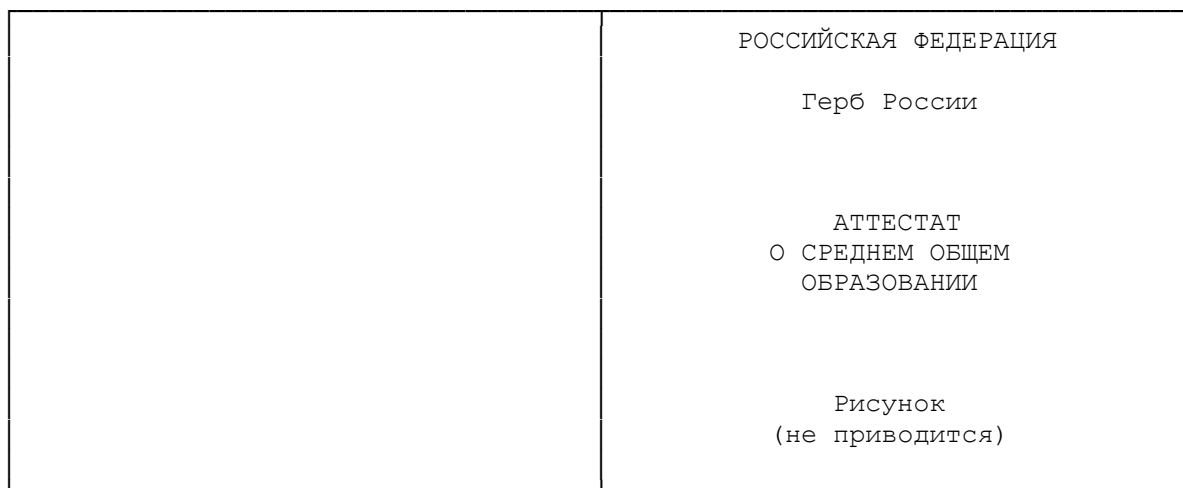 РОССИЙСКАЯ ФЕДЕРАЦИЯ
Герб России
АТТЕСТАТ
О СРЕДНЕМ ОБЩЕМ
ОБРАЗОВАНИИ
Рисунок
(не приводится)